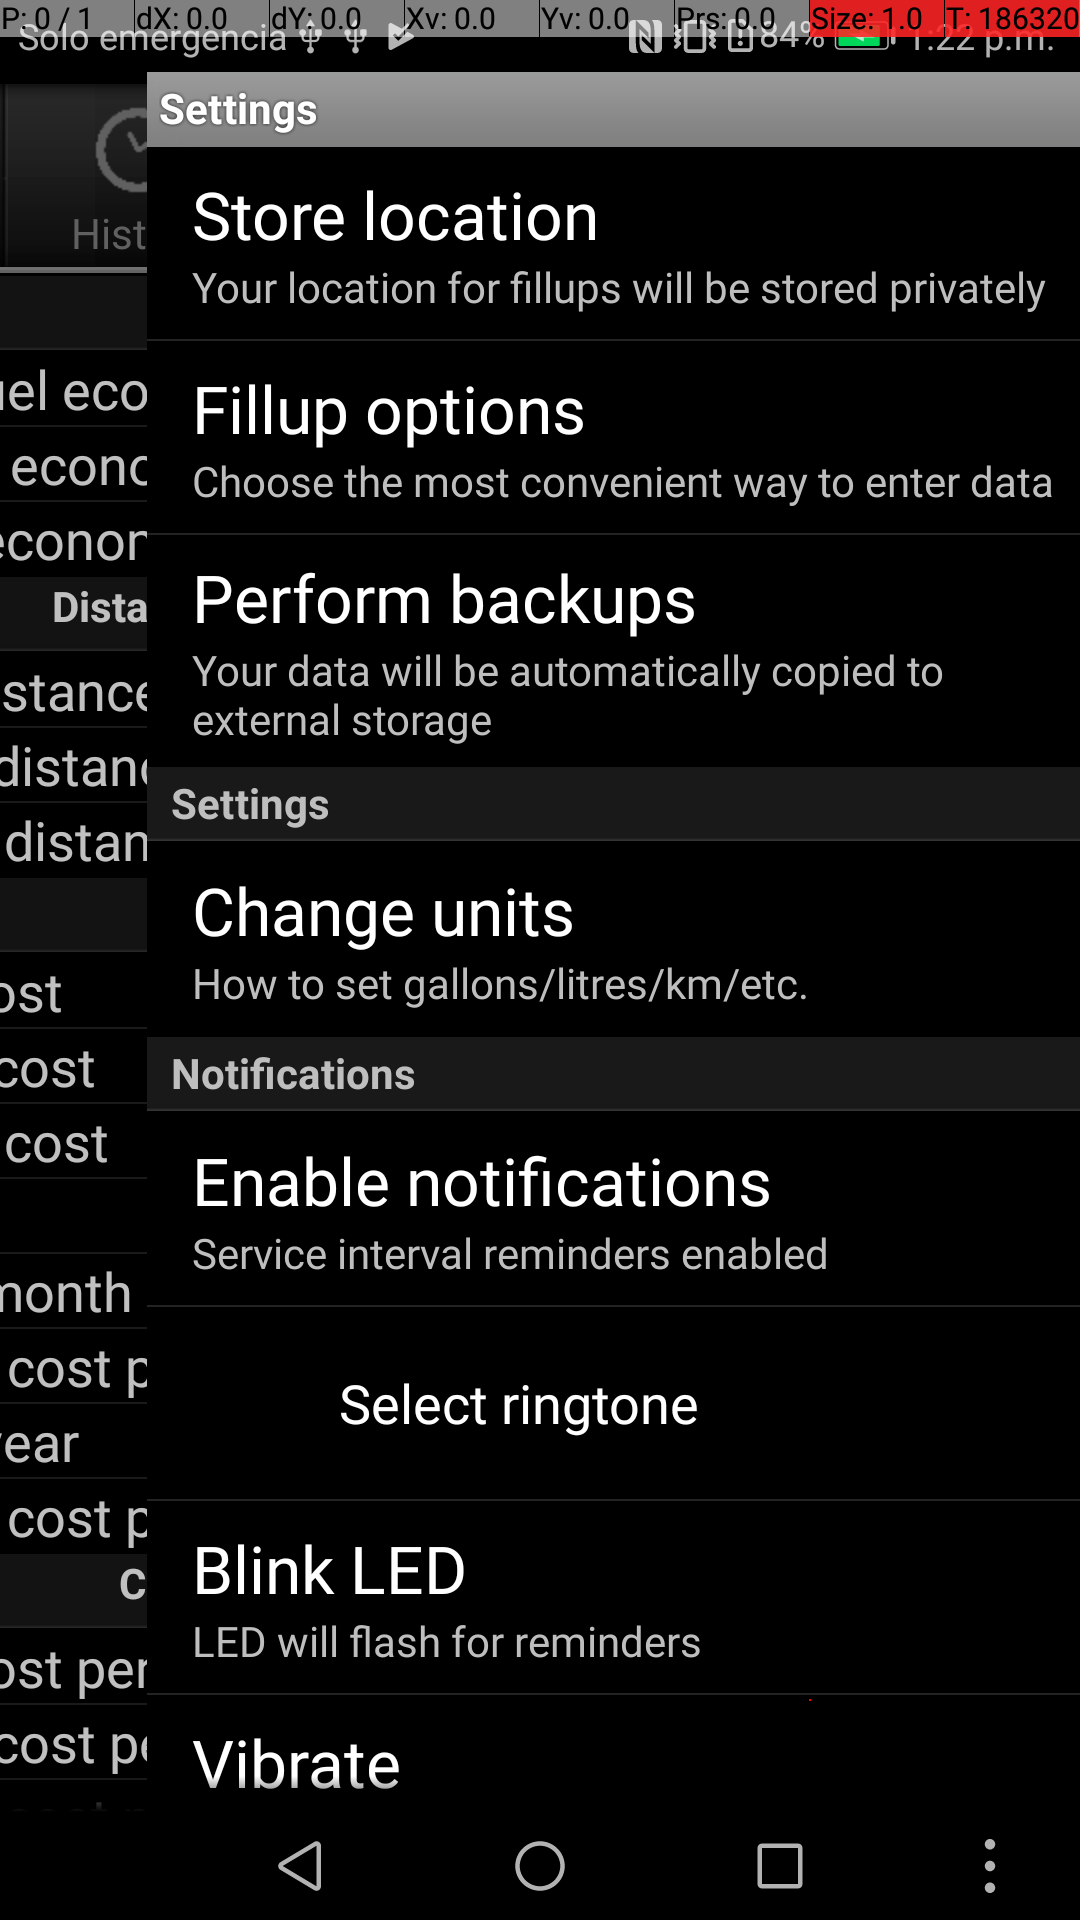 P: 0 / 1 dX: 0.0 dY: 0.0 Xv: 0.0 Yv: 0.0 Prs: 0.0 Size: 1.0 T: 186320
Solo emergencia 84% 1:22 p.m.
Settings
Hist
Store location
Your location for fillups will be stored privately
uel eco
Fillup options
econo
Choose the most convenient way to enter data
econom
Dista
Perform backups
Your data will be automatically copied to
stance
external storage
distanc
Settings
distan
Change units
ost
How to set gallons/litres/km/etc.
cost
Notifications
cost
Enable notifications
Service interval reminders enabled
month
cost p
Select ringtone
year
cost p
Blink LED
C
LED will flash for reminders
ost per
cost pe
Vibrate